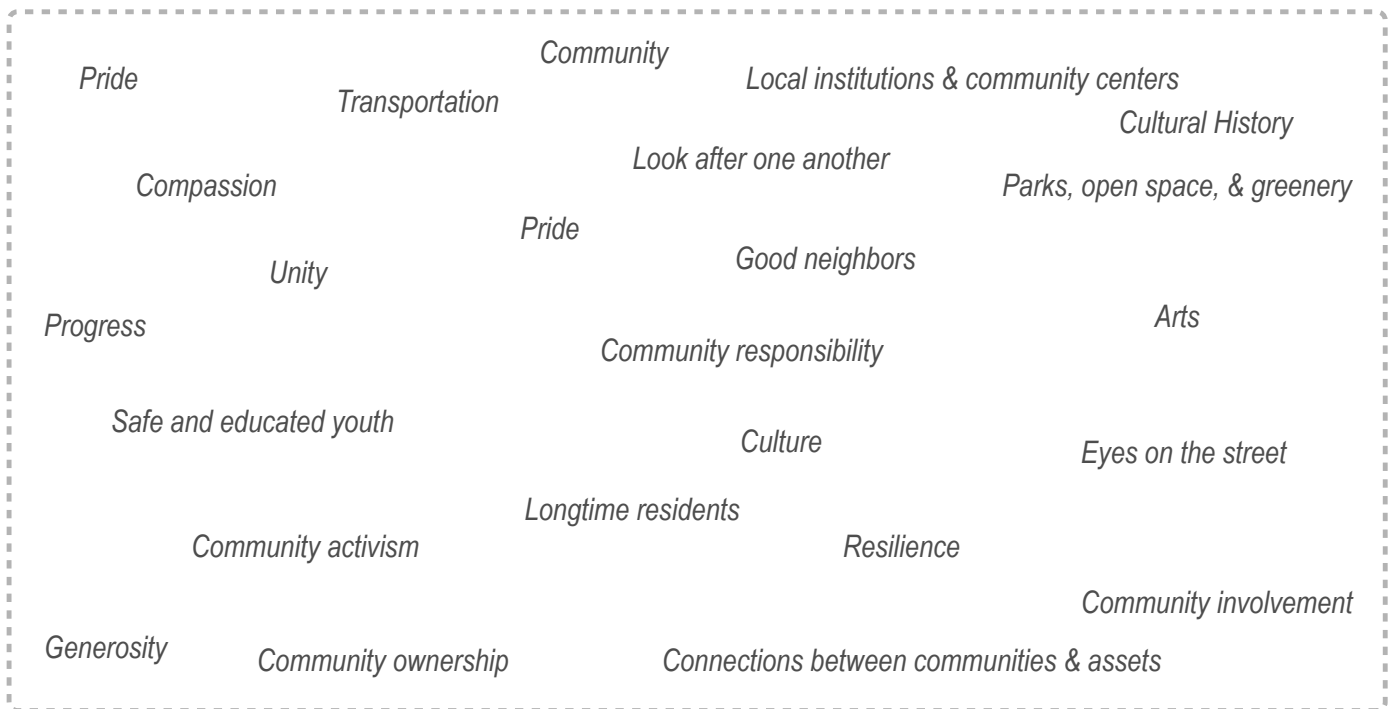 Community
Pride
Local institutions & community centers
Transportation
Cultural History
Look after one another
Compassion
Parks, open space, & greenery
Pride
Good neighbors
Unity
Arts
Progress
Community responsibility
Safe and educated youth
Culture
Eyes on the street
Longtime residents
Community activism
Resilience
Community involvement
Generosity
Community ownership
Connections between communities & assets